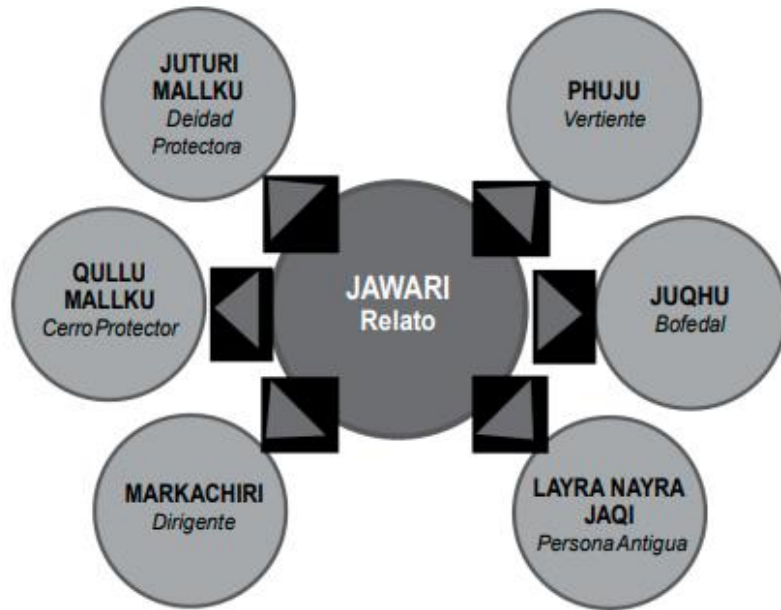 JUTURI
MALLKU
Deidad
Protectora
PHUJU
Vertiente
QULLU
MALLKU
Cerro Protector
JAWARI
Relato
JUQHU
Bofedal
MARKACHIRI
Dirigente
LAYRA NAYRA
JAQI
Persona Antigua